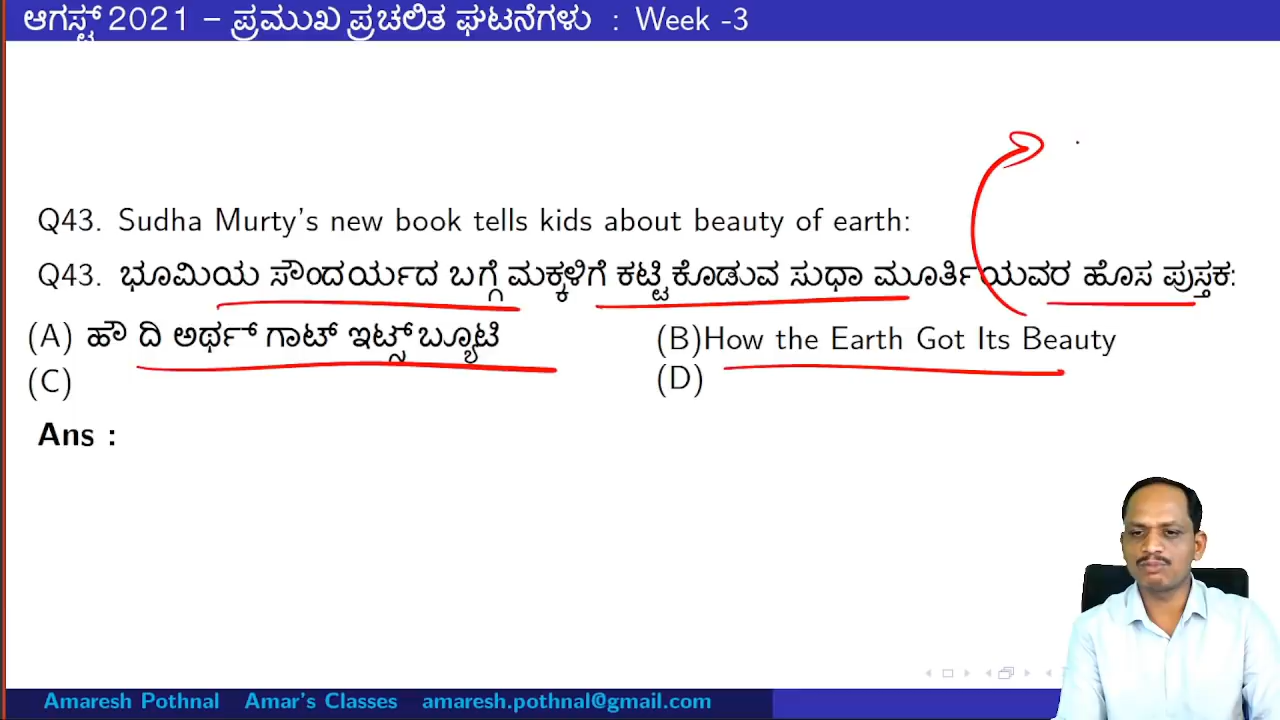 ಆಗಸ್ಟ್ 2021 – ಪ್ರಮುಖ ಪ್ರಚಲಿತ ಘಟನೆಗಳು : Week -3
Q43. Sudha Murty's new book tells kids about beauty of earth:
Q43. ಭೂಮಿಯ ಸೌಂದರ್ಯದ ಬಗ್ಗೆ ಮಕ್ಕಳಿಗೆ ಕಟ್ಟಿಕೊಡುವ ಸುಧಾ ಮೂರ್ತಿಯವರ ಹೊಸ ಪುಸ್ತಕ:
(A) ಹೌ ದಿ ಅರ್ಥ್ ಗಾಟ್ ಇಟ್ಸ್ ಬ್ಯೂಟಿ (B)How the Earth Got Its Beauty
(C) (D)
Ans :
Amaresh Pothnal Amar's Classes amaresh.pothnal@gmail.com